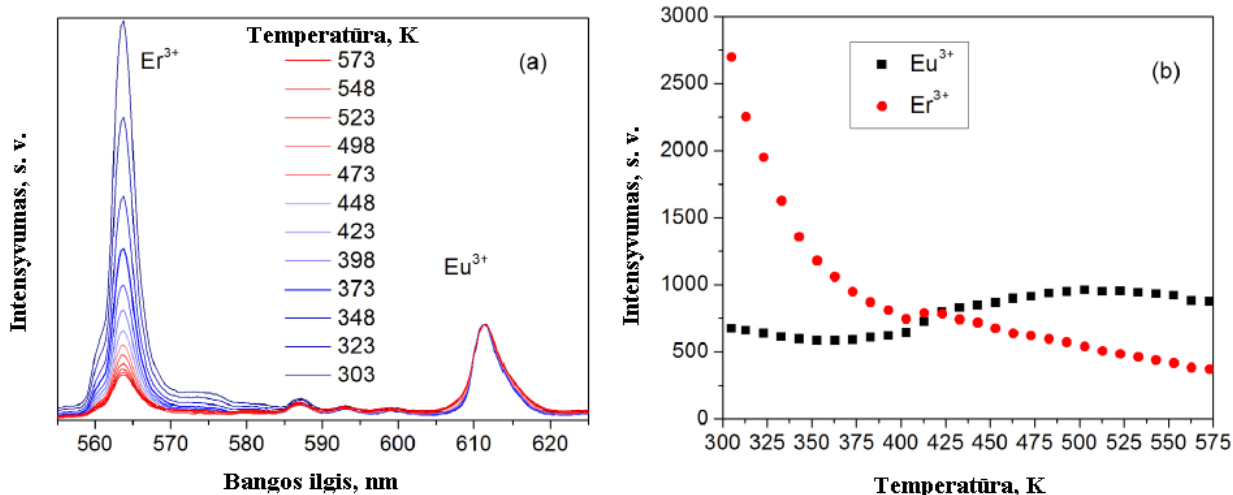 Temperatūra, K
Er3+
(a)
573
548
523
498
473
448
423
398
373
348
323
303
Eu3+
Intensyvumas, s. v.
560 570 580 590 600 610 620
Bangos ilgis, nm
(b)
Eu3+
Er3+
Intensyvumas, s. v.
3000
2500
2000
1500
1000
500
0
300 325 350 375 400 425 450 475 500 525 550 575
Temperatūra, K